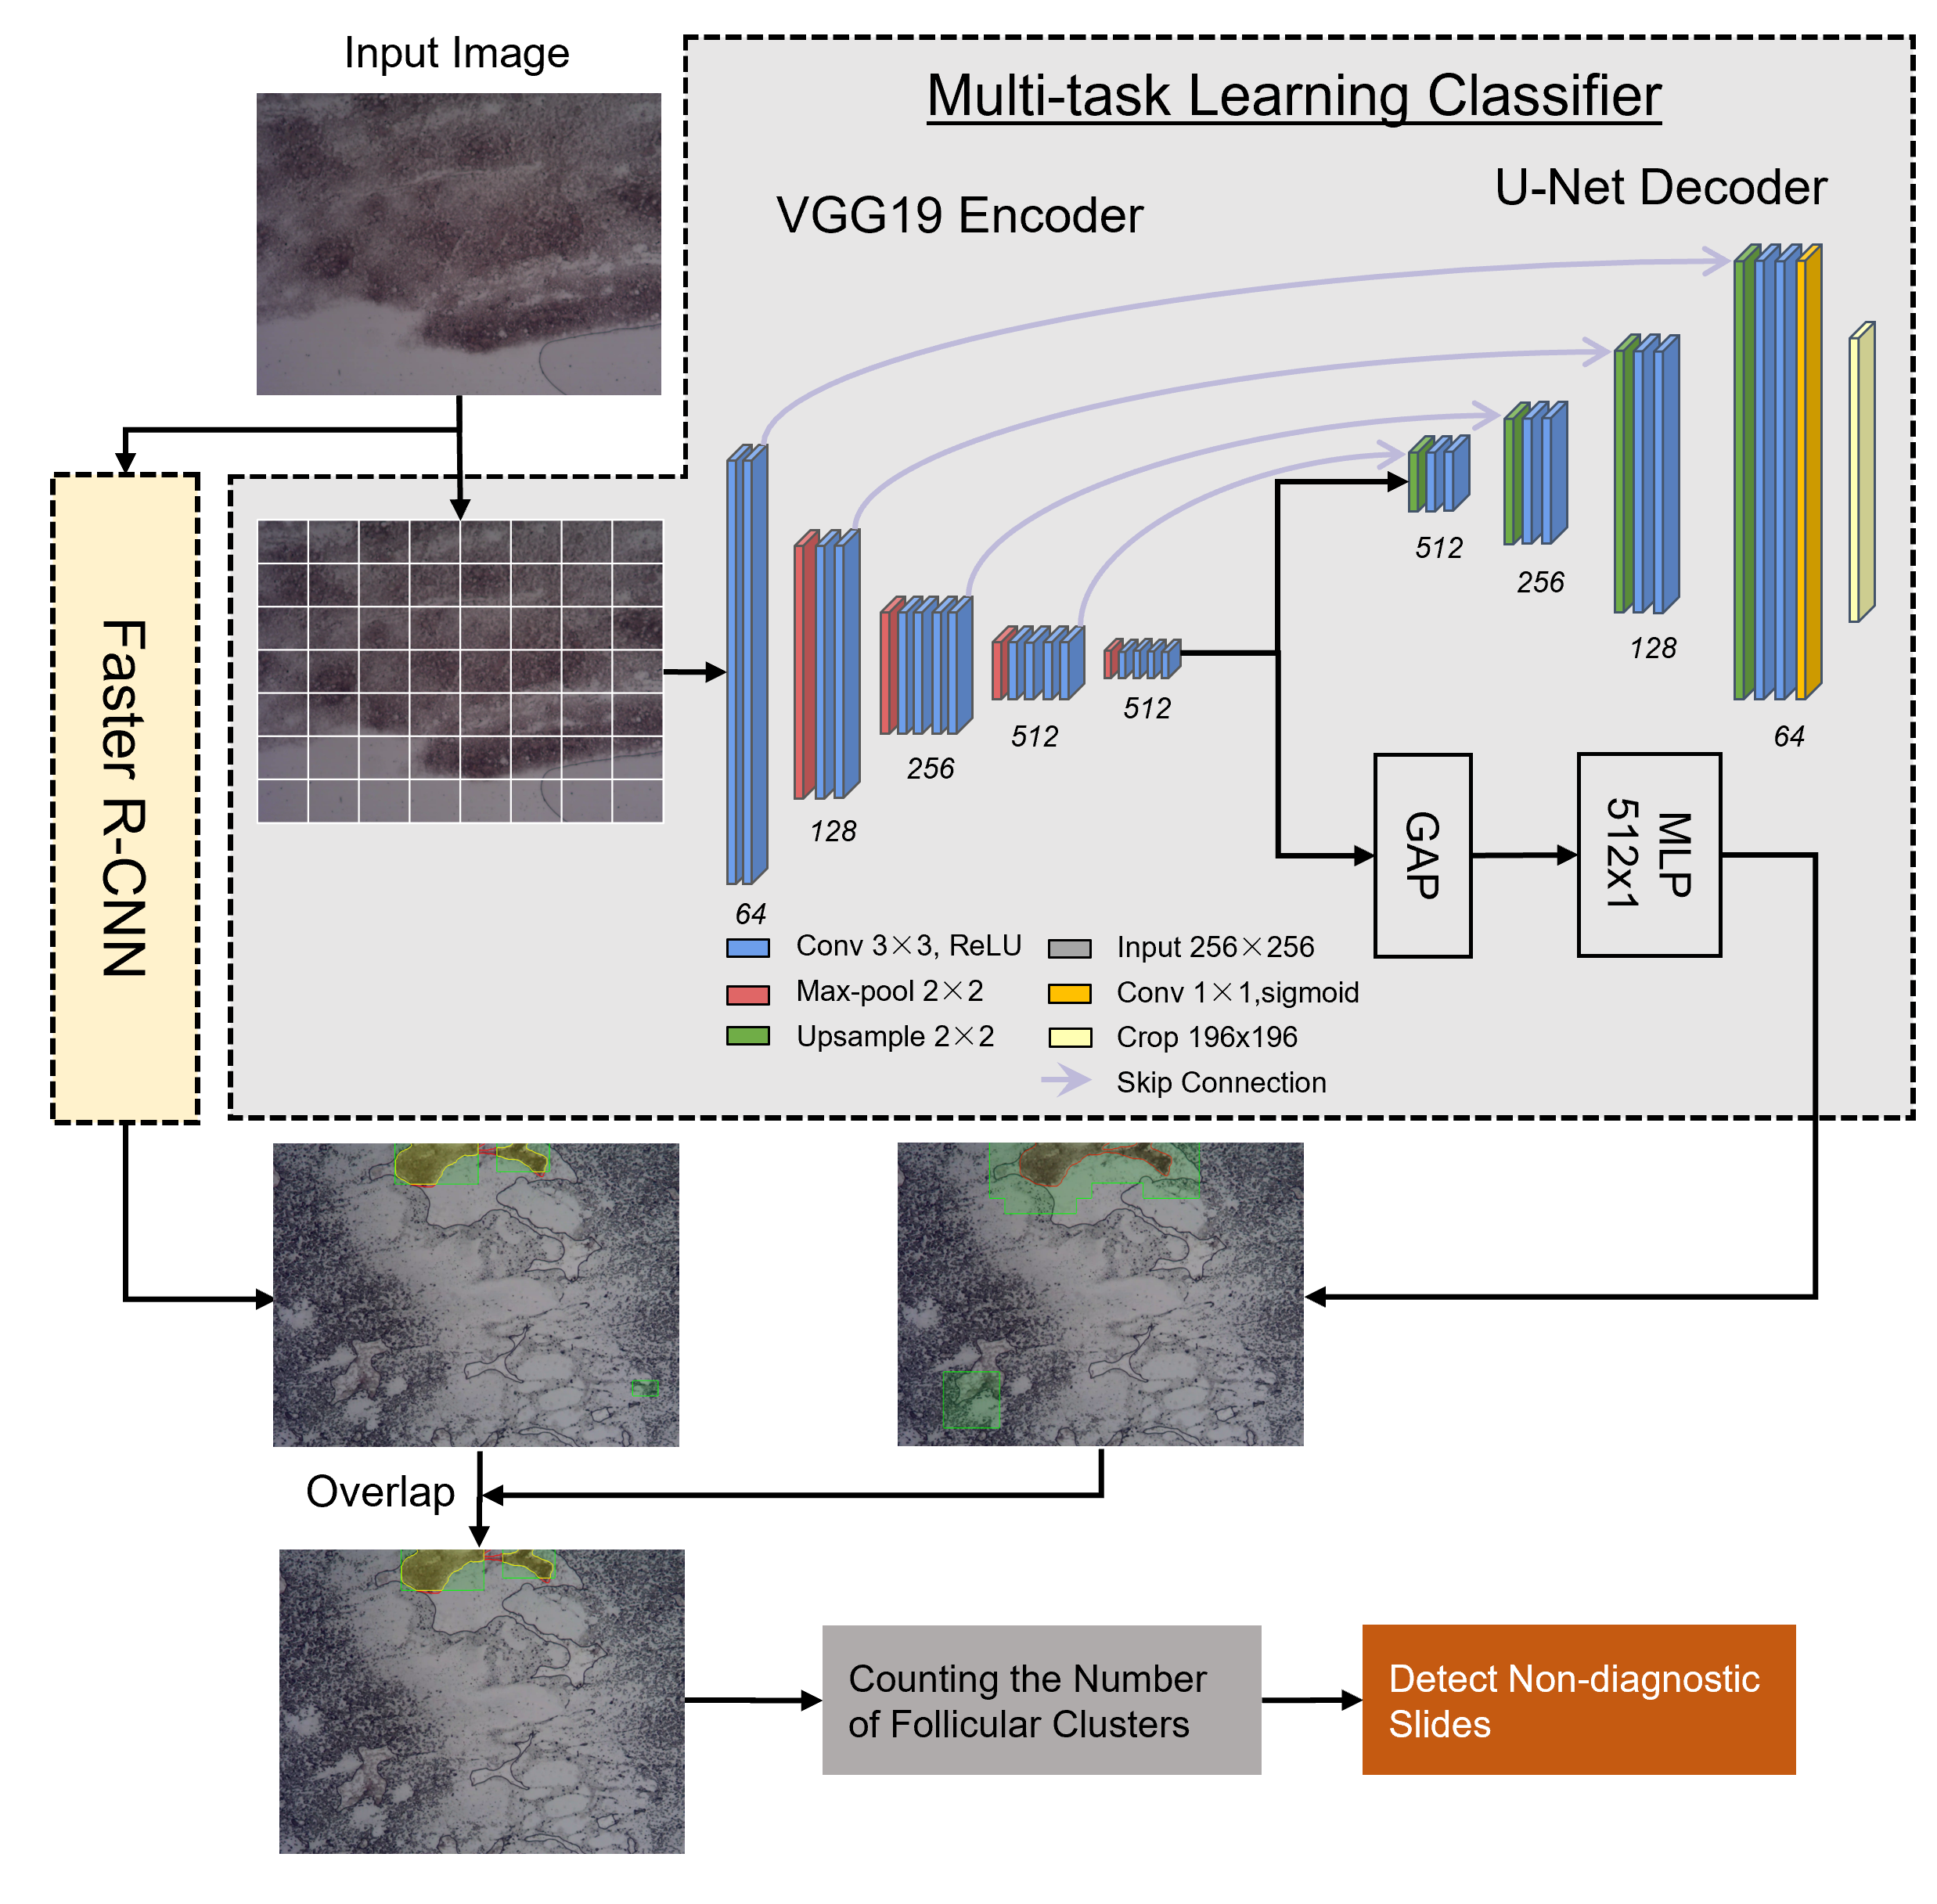 Input Image
Multi-task Learning Classifier
VGG19 Encoder
U-Net Decoder
Faster R-CNN
64
128
256
512
512
512
256
128
64
GAP
MLP
512x1
Conv 3×3, ReLU
Max-pool 2×2
Upsample 2×2
Input 256×256
Conv 1×1,sigmoid
Crop 196x196
Skip Connection
Overlap
Counting the Number
of Follicular Clusters
Detect Non-diagnostic
Slides